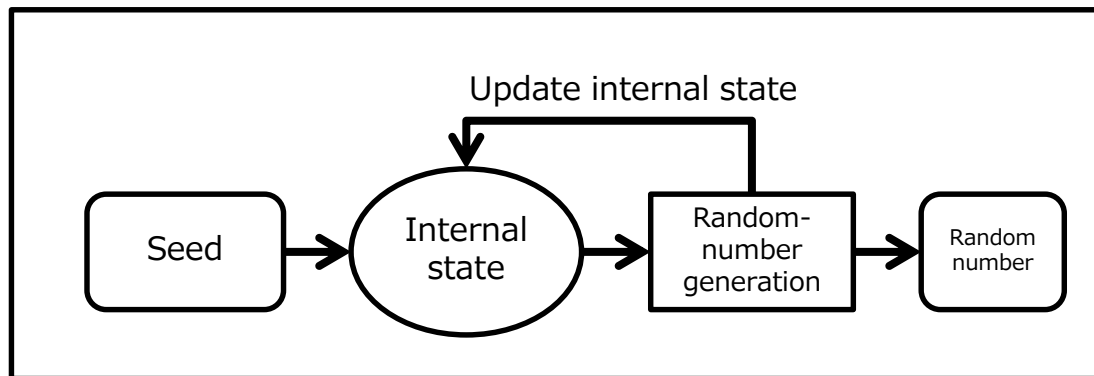 Update internal state
Seed
Internal
state
Random-
number
generation
Random
number